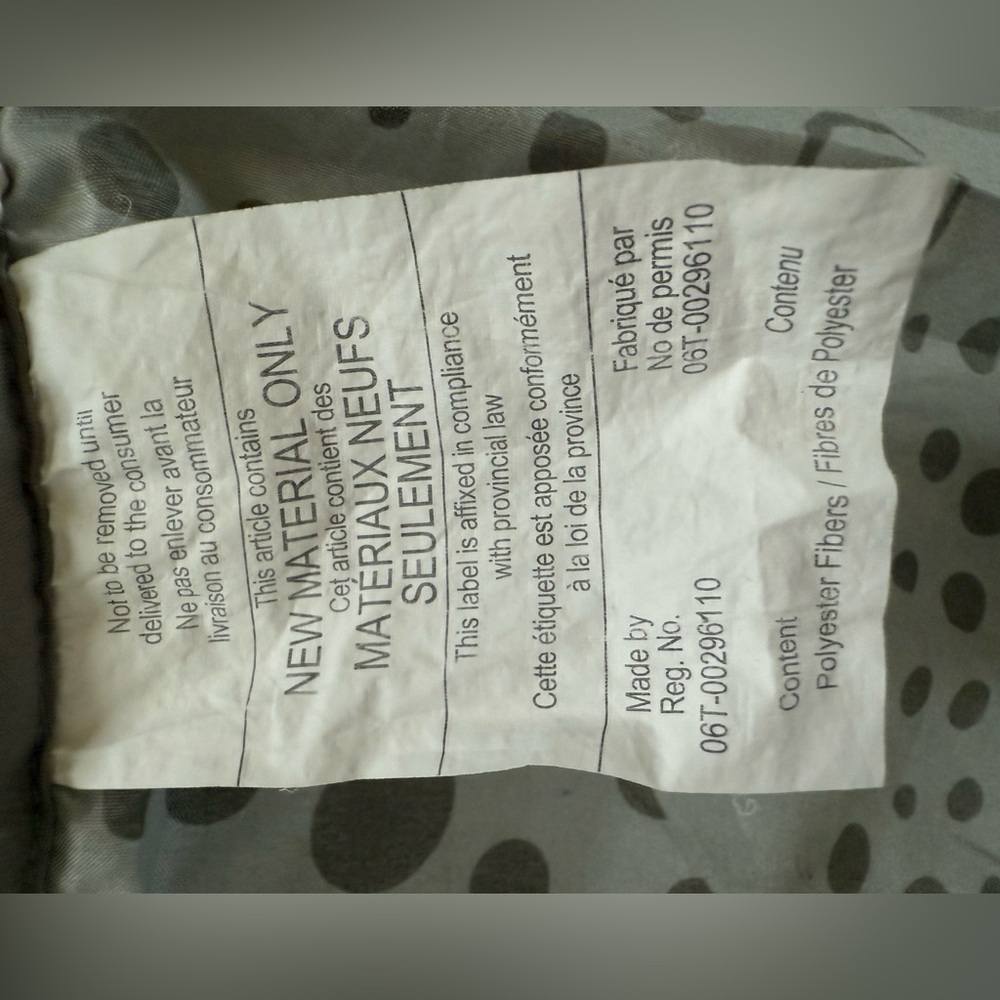 Not to be removed until
delivered to the consumer
Ne pas enlever avant la
livraison au consommateur
This article contains
NEW MATERIAL ONLY
Cet article contient des
MATÉRIAUX NEUFS
SEULEMENT
This label is affixed in compliance
with provincial law
Cette étiquette est apposée conformément
à la loi de la province
Made by
Reg. No.
06T-00296110
Fabriqué par
No de permis
06T-00296110
Content
Contenu
Polyester Fibers / Fibres de Polyester